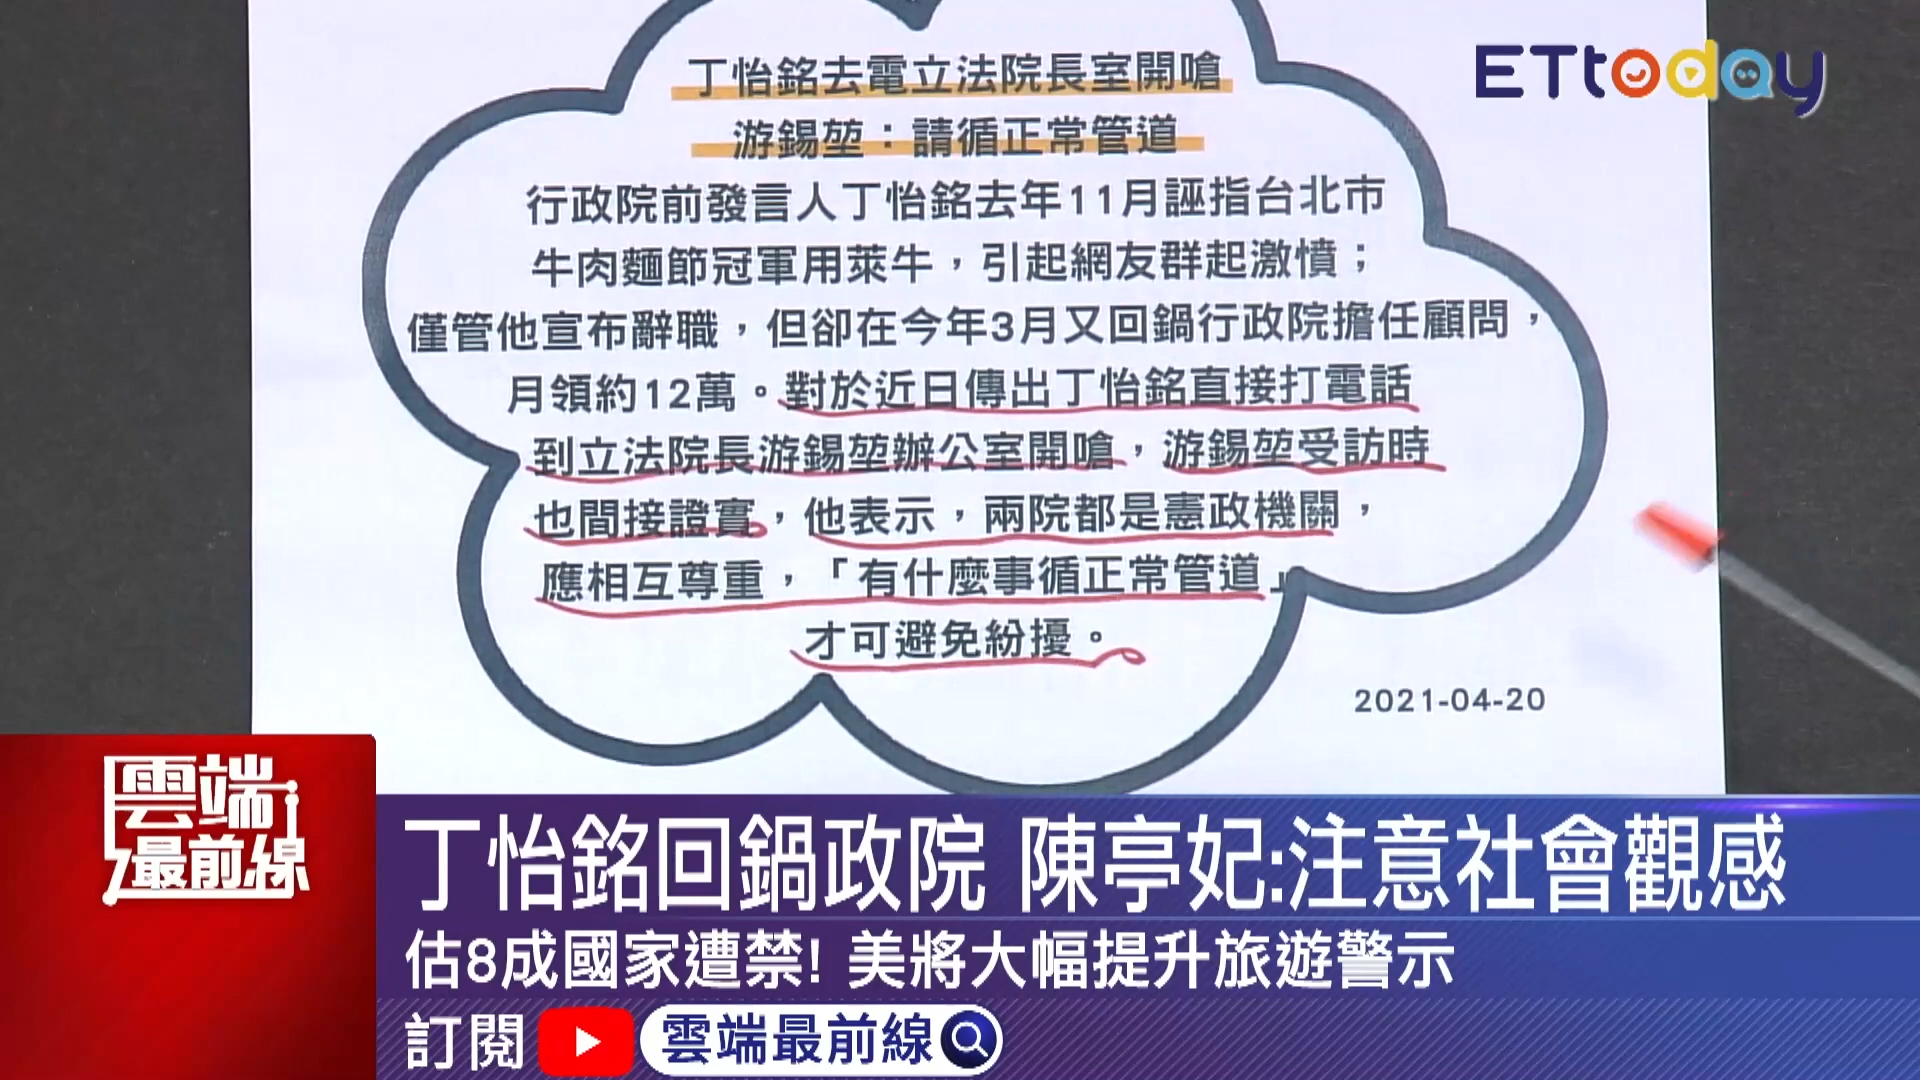 ETtoday
丁怡銘去電立法院長室開嗆
游錫堃：請循正常管道
行政院前發言人丁怡銘去年11月誣指台北市
牛肉麵節冠軍用萊牛，引起網友群起激憤；
僅管他宣布辭職，但卻在今年3月又回鍋行政院擔任顧問，
月領約12萬。對於近日傳出丁怡銘直接打電話
到立法院長游錫堃辦公室開嗆，游錫堃受訪時
也間接證實，他表示，兩院都是憲政機關，
應相互尊重，「有什麼事循正常管道」
才可避免紛擾。
2021-04-20
雲端
最前線
丁怡銘回鍋政院 陳亭妃:注意社會觀感
估8成國家遭禁! 美將大幅提升旅遊警示
訂閱 雲端最前線